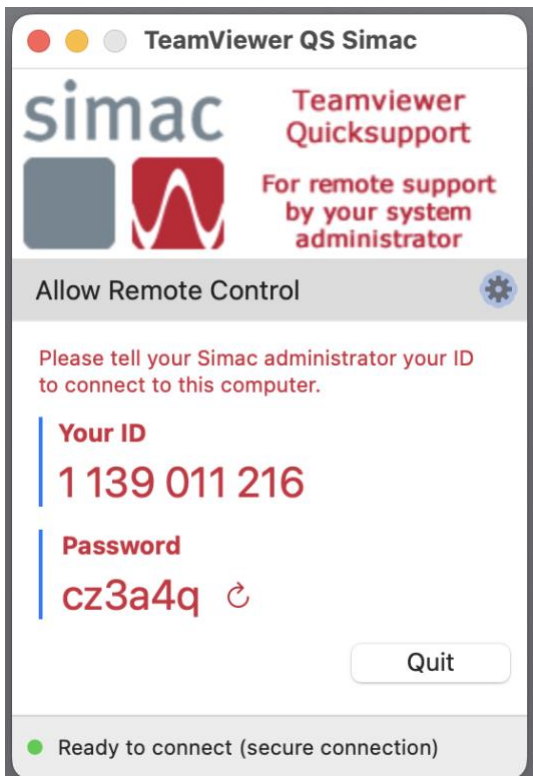 TeamViewer QS Simac
simac
Teamviewer
Quicksupport
For remote support
by your system
administrator
Allow Remote Control
Please tell your Simac administrator your ID
to connect to this computer.
Your ID
1 139 011 216
Password
cz3a4q
Quit
Ready to connect (secure connection)